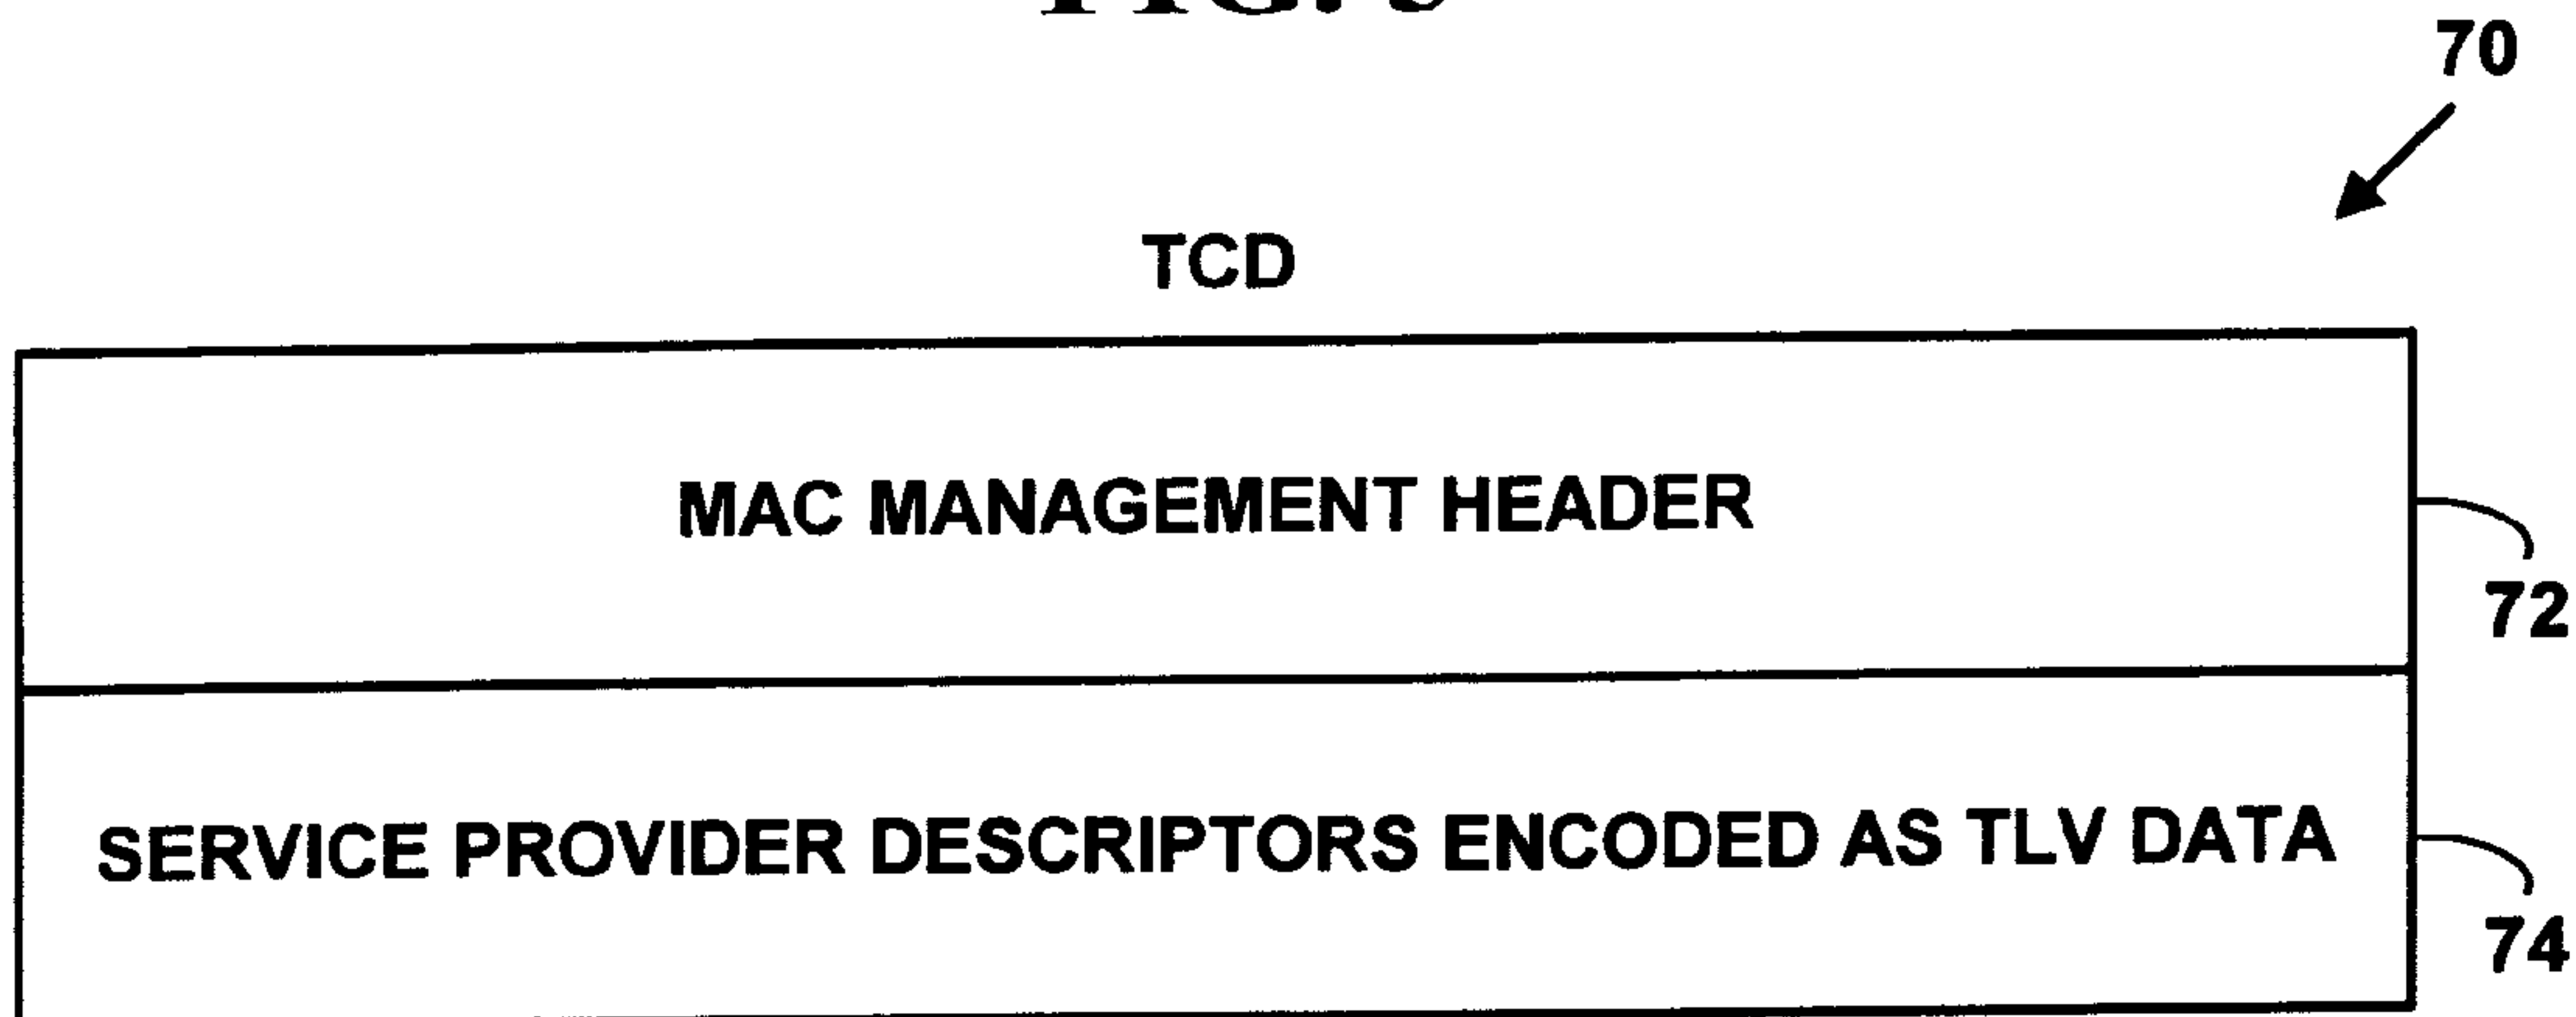 70
TCD
MAC MANAGEMENT HEADER
72
SERVICE PROVIDER DESCRIPTORS ENCODED AS TLV DATA
74